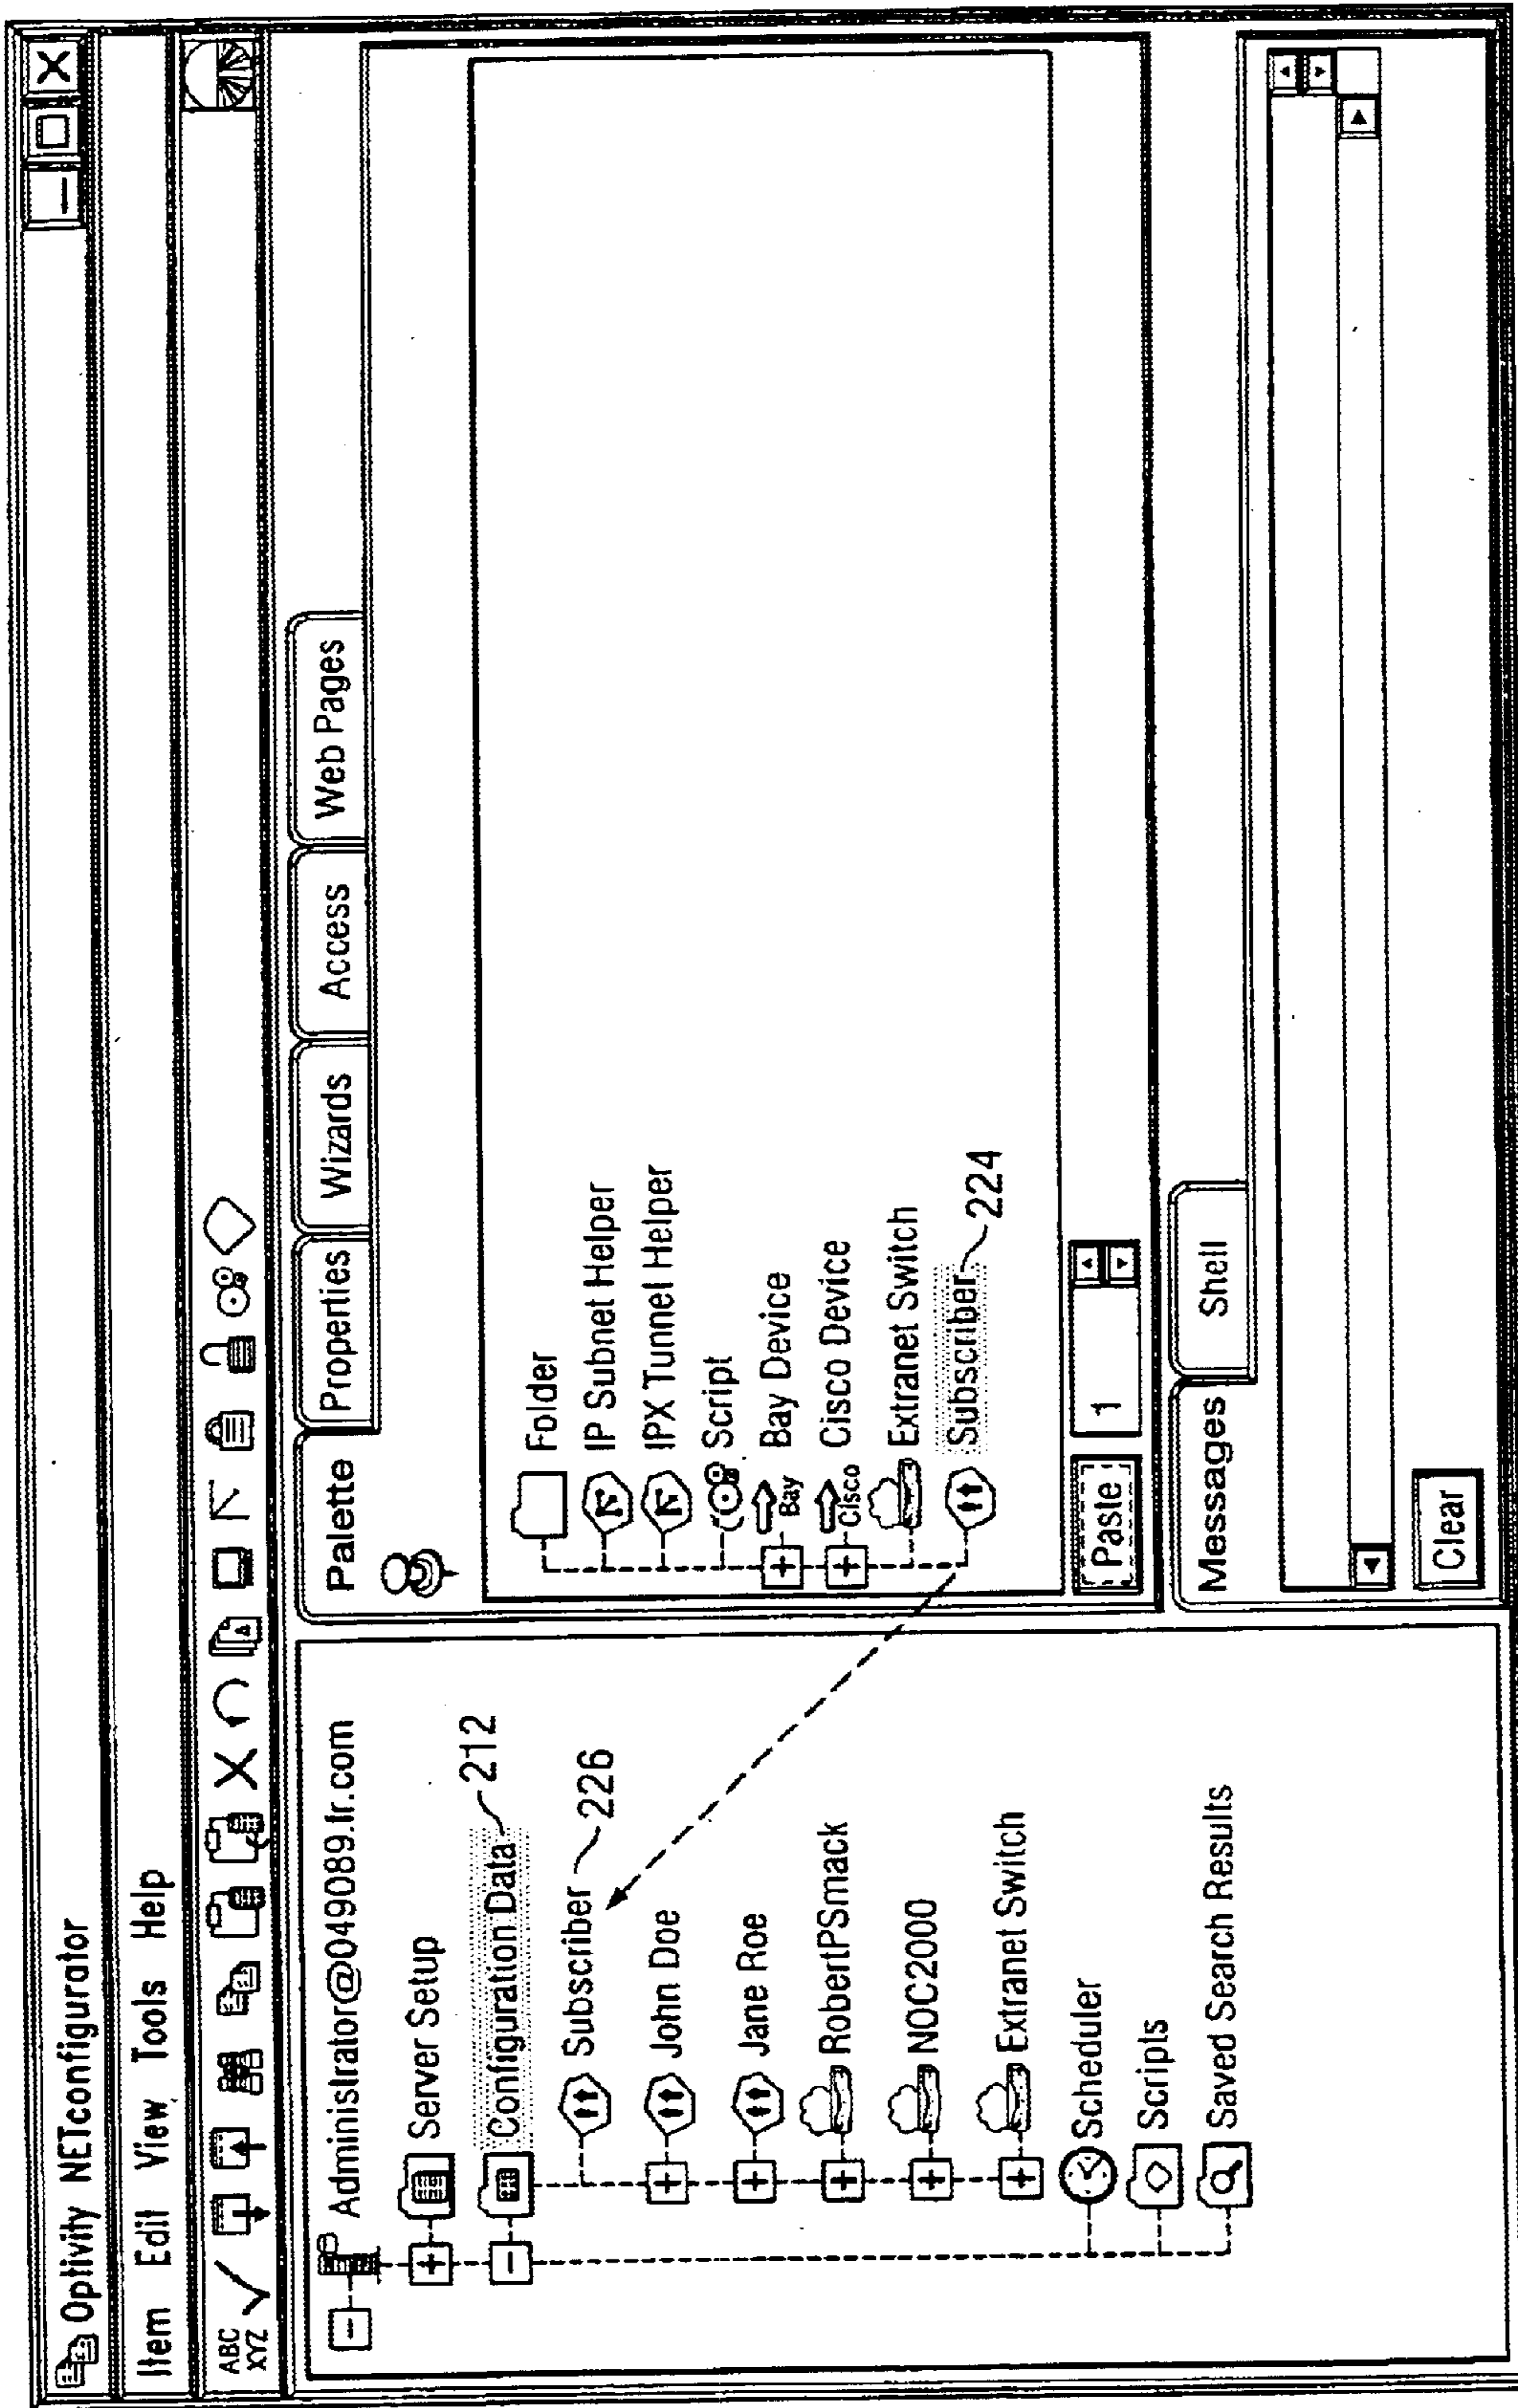 Optivity NETconfigurator
Item Edit View Tools Help
ABC
XYZ
Administrator@049089.fr.com
Server Setup
Configuration Data 212
Subscriber 226
John Doe
Jane Roe
RobertPSmack
NOC2000
Extranet Switch
Scheduler
Scripts
Saved Search Results
Palette Properties Wizards Access Web Pages
Folder
IP Subnet Helper
IPX Tunnel Helper
Script
Bay Bay Device
Cisco Cisco Device
Extranet Switch
Subscriber 224
Paste 1
Messages Shell
Clear